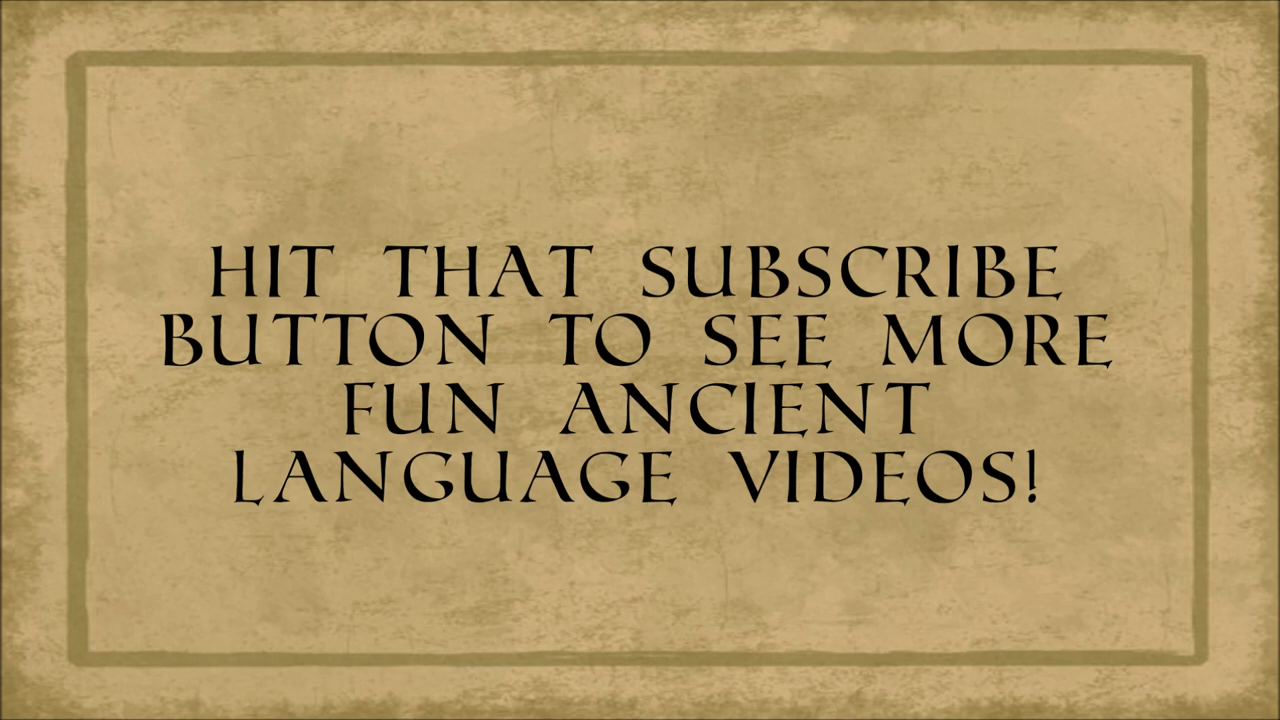 HIT THAT SUBSCRIBE
BUTTON TO SEE MORE
FUN ANCIENT
LANGUAGE VIDEOS!